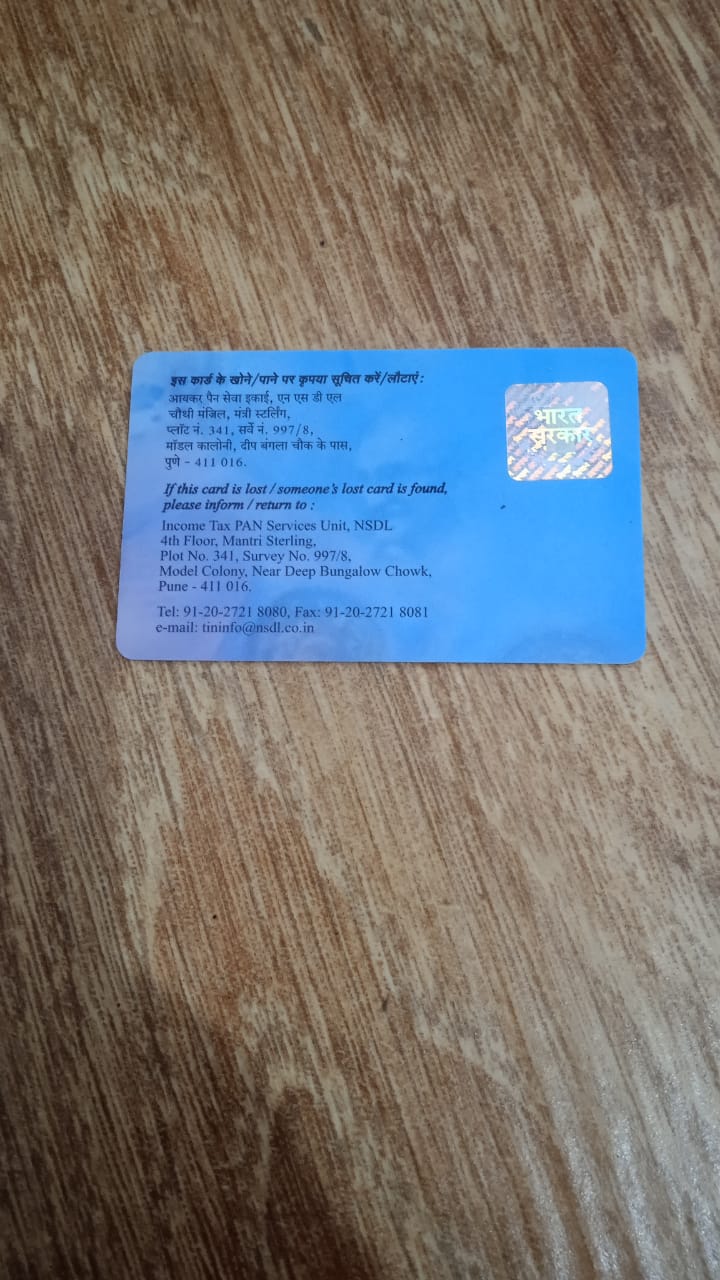 इस कार्ड के खोने/पाने पर कृपया सूचित करें/लौटाएं :
आयकर पैन सेवा इकाई, एन एस डी एल
चौथी मंजिल, मंत्री स्टर्लिंग,
प्लॉट नं. 341, सर्वे नं. 997/8,
मॉडल कालोनी, दीप बंगला चौक के पास,
पुणे - 411 016.
भारत
सरकार
If this card is lost / someone's lost card is found,
please inform / return to :
Income Tax PAN Services Unit, NSDL
4th Floor, Mantri Sterling,
Plot No. 341, Survey No. 997/8,
Model Colony, Near Deep Bungalow Chowk,
Pune - 411 016.
Tel: 91-20-2721 8080, Fax: 91-20-2721 8081
e-mail: tininfo@nsdl.co.in